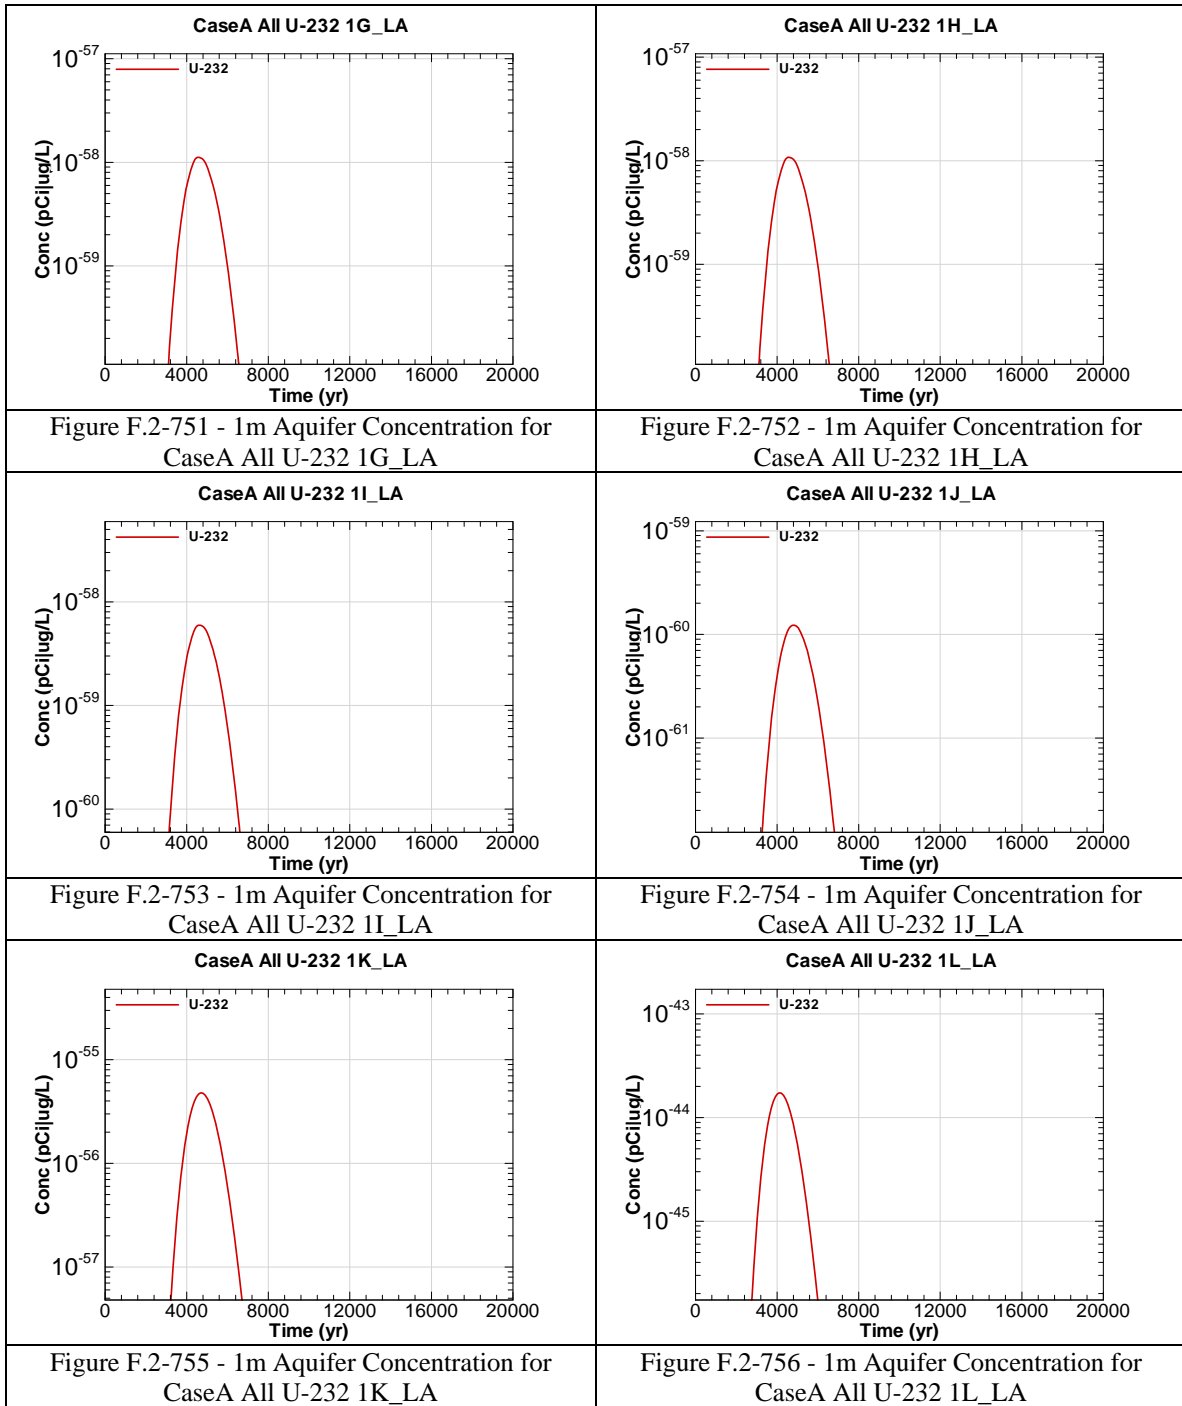 CaseA All U-232 1G_LA
U-232
10-57
10-58
10-59
Conc (pCi|ug/L)
0 4000 8000 12000 16000 20000
Time (yr)
Figure F.2-751 - 1m Aquifer Concentration for
CaseA All U-232 1G_LA
CaseA All U-232 1H_LA
U-232
10-57
10-58
10-59
Conc (pCi|ug/L)
0 4000 8000 12000 16000 20000
Time (yr)
Figure F.2-752 - 1m Aquifer Concentration for
CaseA All U-232 1H_LA
CaseA All U-232 1I_LA
U-232
10-58
10-59
10-60
Conc (pCi|ug/L)
0 4000 8000 12000 16000 20000
Time (yr)
Figure F.2-753 - 1m Aquifer Concentration for
CaseA All U-232 1I_LA
CaseA All U-232 1J_LA
U-232
10-59
10-60
10-61
Conc (pCi|ug/L)
0 4000 8000 12000 16000 20000
Time (yr)
Figure F.2-754 - 1m Aquifer Concentration for
CaseA All U-232 1J_LA
CaseA All U-232 1K_LA
U-232
10-55
10-56
10-57
Conc (pCi|ug/L)
0 4000 8000 12000 16000 20000
Time (yr)
Figure F.2-755 - 1m Aquifer Concentration for
CaseA All U-232 1K_LA
CaseA All U-232 1L_LA
U-232
10-43
10-44
10-45
Conc (pCi|ug/L)
0 4000 8000 12000 16000 20000
Time (yr)
Figure F.2-756 - 1m Aquifer Concentration for
CaseA All U-232 1L_LA